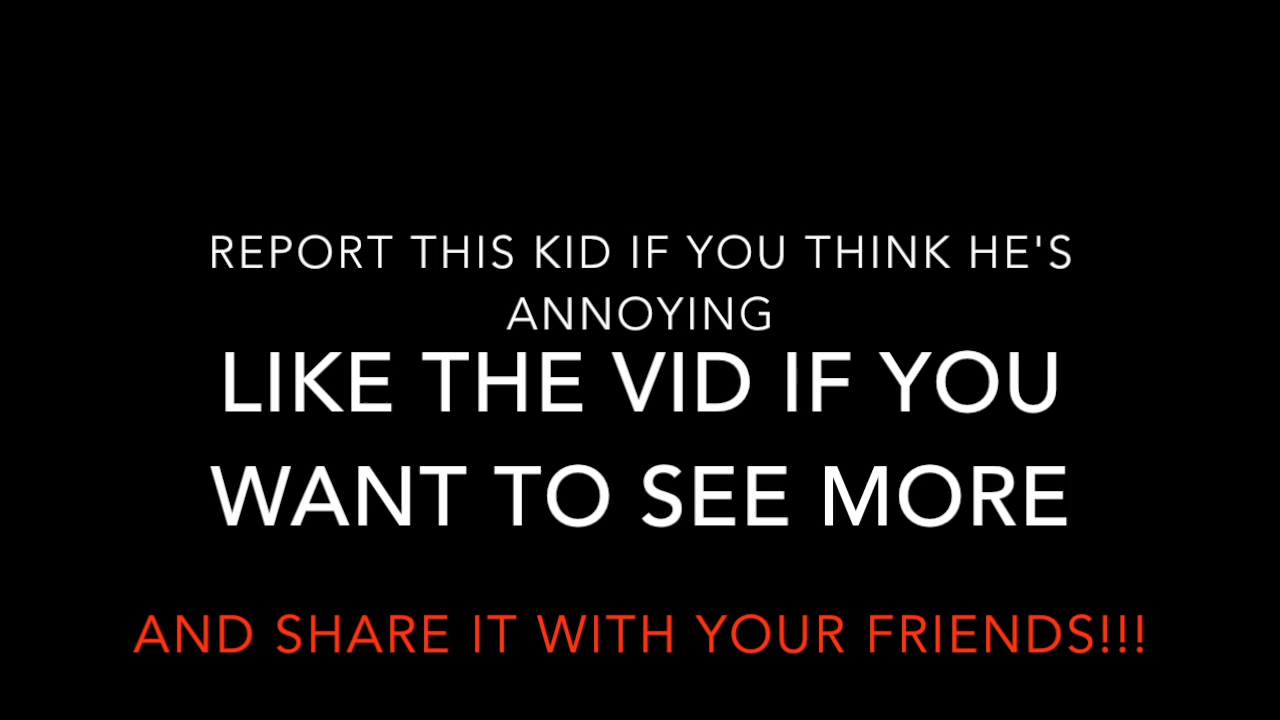 REPORT THIS KID IF YOU THINK HE'S
ANNOYING
LIKE THE VID IF YOU
WANT TO SEE MORE
AND SHARE IT WITH YOUR FRIENDS!!!